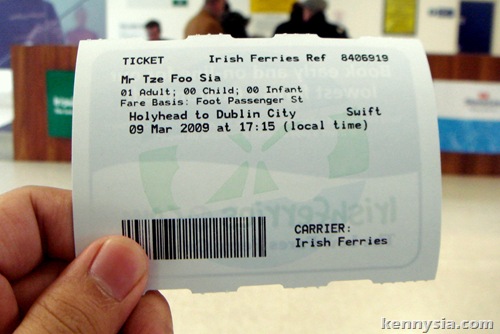 TICKET Irish Ferries Ref 8406919
Mr Tze Foo Sia
01 Adult; 00 Child; 00 Infant
Fare Basis: Foot Passenger St
Holyhead to Dublin City Swift
09 Mar 2009 at 17:15 (local time)
IrishFerries
CARRIER:
Irish Ferries
kennysia.com